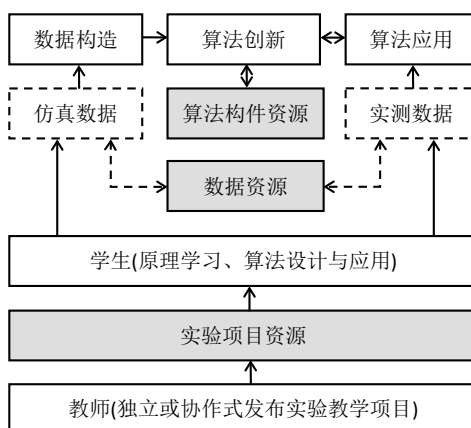 数据构造
算法创新
算法应用
仿真数据
算法构件资源
实测数据
数据资源
学生(原理学习、算法设计与应用)
实验项目资源
教师(独立或协作式发布实验教学项目)